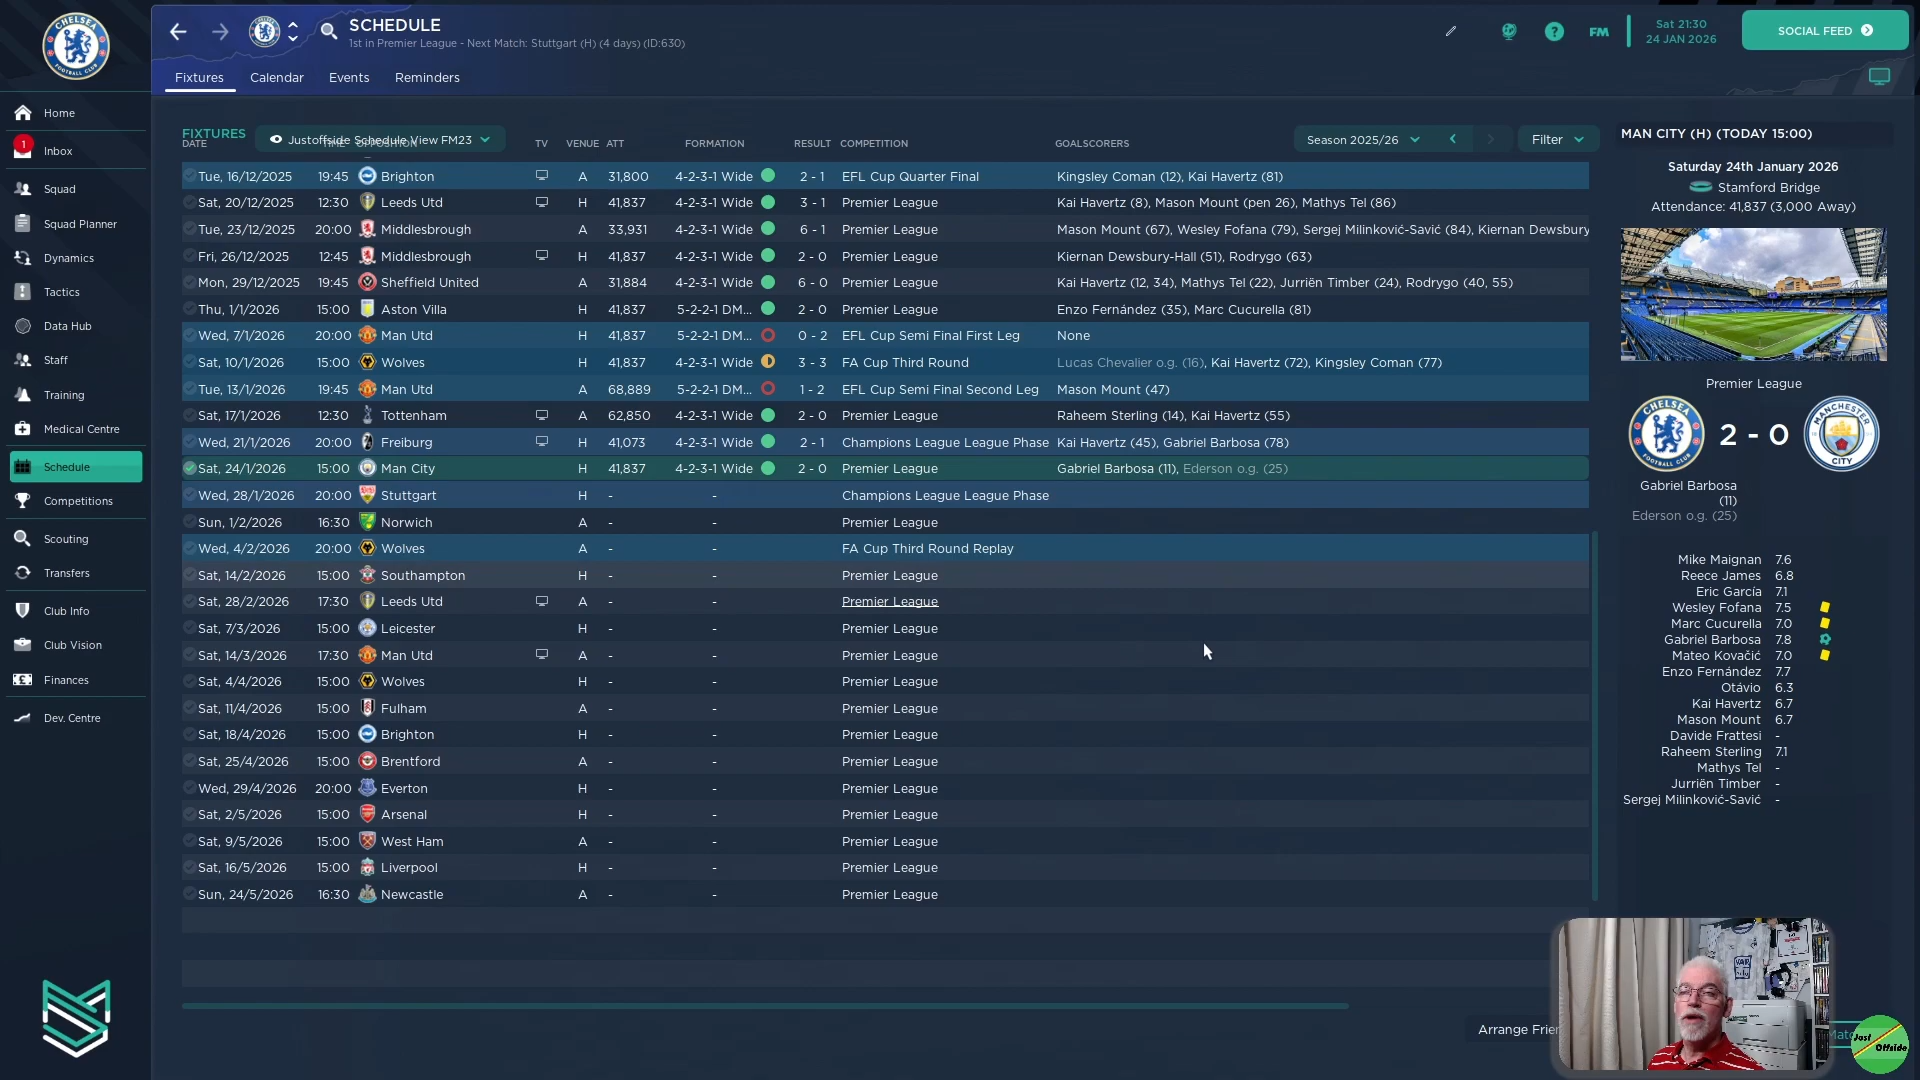 CHELSEA
FOOTBALL CLUB
SCHEDULE
1st in Premier League - Next Match: Stuttgart (H) (4 days) (ID:630)
FM
Sat 21:30
24 JAN 2026
SOCIAL FEED
Fixtures Calendar Events Reminders
Home
1
Inbox
Squad
Squad Planner
Dynamics
Tactics
Data Hub
Staff
Training
Medical Centre
Schedule
Competitions
Scouting
Transfers
Club Info
Club Vision
Finances
Dev. Centre
FIXTURES
Justoffside Schedule View FM23
Season 2025/26
Filter
DATE TIME OPPOSITION TV VENUE ATT FORMATION RESULT COMPETITION GOALSCORERS
Tue, 16/12/2025 19:45 Brighton A 31,800 4-2-3-1 Wide 2 - 1 EFL Cup Quarter Final Kingsley Coman (12), Kai Havertz (81)
Sat, 20/12/2025 12:30 Leeds Utd H 41,837 4-2-3-1 Wide 3 - 1 Premier League Kai Havertz (8), Mason Mount (pen 26), Mathys Tel (86)
Tue, 23/12/2025 20:00 Middlesbrough A 33,931 4-2-3-1 Wide 6 - 1 Premier League Mason Mount (67), Wesley Fofana (79), Sergej Milinković-Savić (84), Kiernan Dewsbury
Fri, 26/12/2025 12:45 Middlesbrough H 41,837 4-2-3-1 Wide 2 - 0 Premier League Kiernan Dewsbury-Hall (51), Rodrygo (63)
Mon, 29/12/2025 19:45 Sheffield United A 31,884 4-2-3-1 Wide 6 - 0 Premier League Kai Havertz (12, 34), Mathys Tel (22), Jurriën Timber (24), Rodrygo (40, 55)
Thu, 1/1/2026 15:00 Aston Villa H 41,837 5-2-2-1 DM... 2 - 0 Premier League Enzo Fernández (35), Marc Cucurella (81)
Wed, 7/1/2026 20:00 Man Utd H 41,837 5-2-2-1 DM... 0 - 2 EFL Cup Semi Final First Leg None
Sat, 10/1/2026 15:00 Wolves H 41,837 4-2-3-1 Wide 3 - 3 FA Cup Third Round Lucas Chevalier o.g. (16), Kai Havertz (72), Kingsley Coman (77)
Tue, 13/1/2026 19:45 Man Utd A 68,889 5-2-2-1 DM... 1 - 2 EFL Cup Semi Final Second Leg Mason Mount (47)
Sat, 17/1/2026 12:30 Tottenham A 62,850 4-2-3-1 Wide 2 - 0 Premier League Raheem Sterling (14), Kai Havertz (55)
Wed, 21/1/2026 20:00 Freiburg H 41,073 4-2-3-1 Wide 2 - 1 Champions League League Phase Kai Havertz (45), Gabriel Barbosa (78)
Sat, 24/1/2026 15:00 Man City H 41,837 4-2-3-1 Wide 2 - 0 Premier League Gabriel Barbosa (11), Ederson o.g. (25)
Wed, 28/1/2026 20:00 Stuttgart H - - Champions League League Phase
Sun, 1/2/2026 16:30 Norwich A - - Premier League
Wed, 4/2/2026 20:00 Wolves A - - FA Cup Third Round Replay
Sat, 14/2/2026 15:00 Southampton H - - Premier League
Sat, 28/2/2026 17:30 Leeds Utd A - - Premier League
Sat, 7/3/2026 15:00 Leicester H - - Premier League
Sat, 14/3/2026 17:30 Man Utd A - - Premier League
Sat, 4/4/2026 15:00 Wolves H - - Premier League
Sat, 11/4/2026 15:00 Fulham A - - Premier League
Sat, 18/4/2026 15:00 Brighton H - - Premier League
Sat, 25/4/2026 15:00 Brentford A - - Premier League
Wed, 29/4/2026 20:00 Everton H - - Premier League
Sat, 2/5/2026 15:00 Arsenal H - - Premier League
Sat, 9/5/2026 15:00 West Ham A - - Premier League
Sat, 16/5/2026 15:00 Liverpool H - - Premier League
Sun, 24/5/2026 16:30 Newcastle A - - Premier League
Arrange Frien
MAN CITY (H) (TODAY 15:00)
Saturday 24th January 2026
Stamford Bridge
Attendance: 41,837 (3,000 Away)
Premier League
CHELSEA
FOOTBALL CLUB
2 - 0
MANCHESTER
CITY
Gabriel Barbosa
(11)
Ederson o.g. (25)
Mike Maignan 7.6
Reece James 6.8
Eric García 7.1
Wesley Fofana 7.5
Marc Cucurella 7.0
Gabriel Barbosa 7.8
Mateo Kovačić 7.0
Enzo Fernández 7.7
Otávio 6.3
Kai Havertz 6.7
Mason Mount 6.7
Davide Frattesi -
Raheem Sterling 7.1
Mathys Tel -
Jurriën Timber -
Sergej Milinković-Savić -
Just
Offside